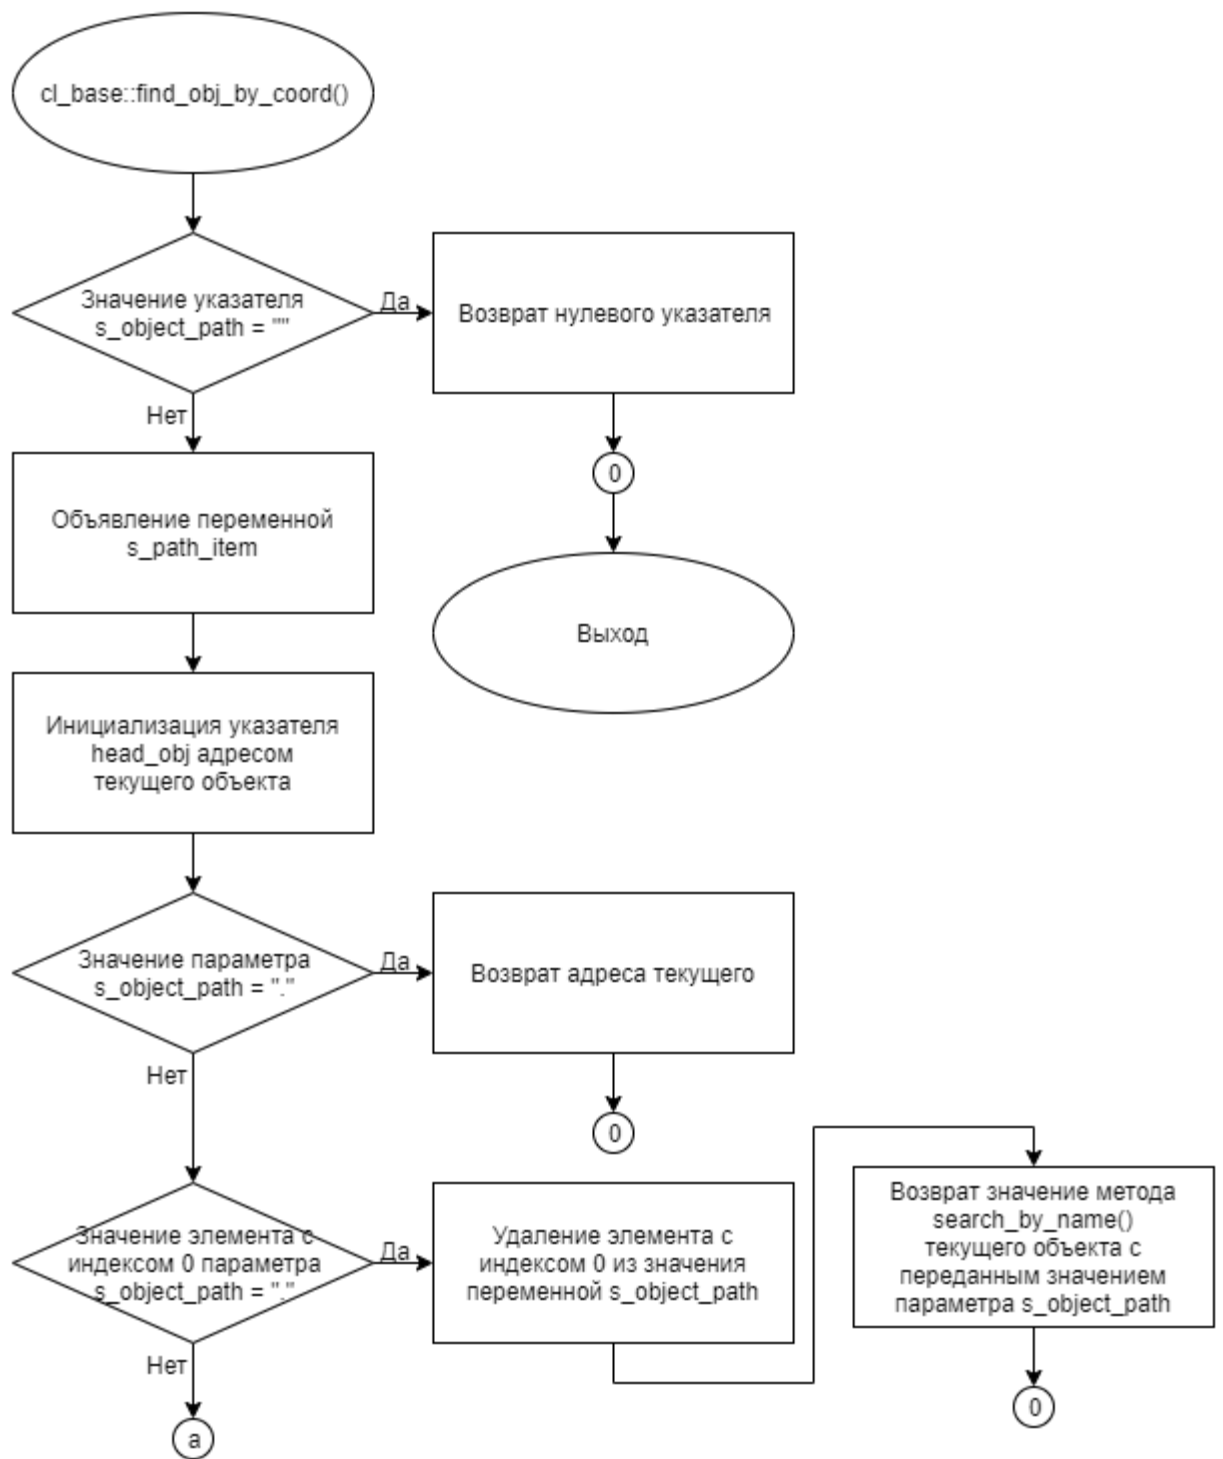 cl_base::find_obj_by_coord()
Значение указателя
s_object_path = ""
Да
Возврат нулевого указателя
Нет
0
Объявление переменной
s_path_item
Выход
Инициализация указателя
head_obj адресом
текущего объекта
Значение параметра
s_object_path = "."
Да
Возврат адреса текущего
Нет
0
Значение элемента с
индексом 0 параметра
s_object_path = "."
Да
Удаление элемента с
индексом 0 из значения
переменной s_object_path
Возврат значение метода
search_by_name()
текущего объекта с
переданным значением
параметра s_object_path
Нет
0
a